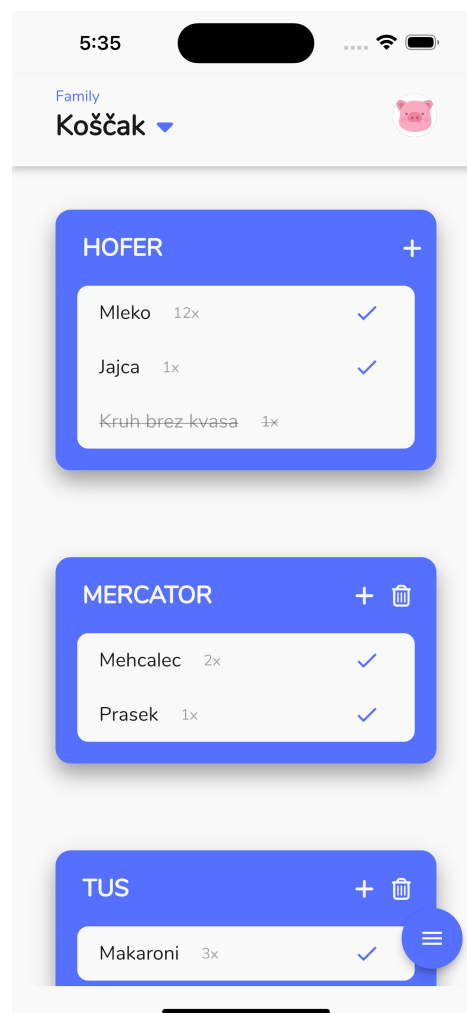 5:35
Family
Koščak
HOFER
Mleko 12x
Jajca 1x
Kruh brez kvasa 1x
MERCATOR
Mehcalec 2x
Prasek 1x
TUS
Makaroni 3x